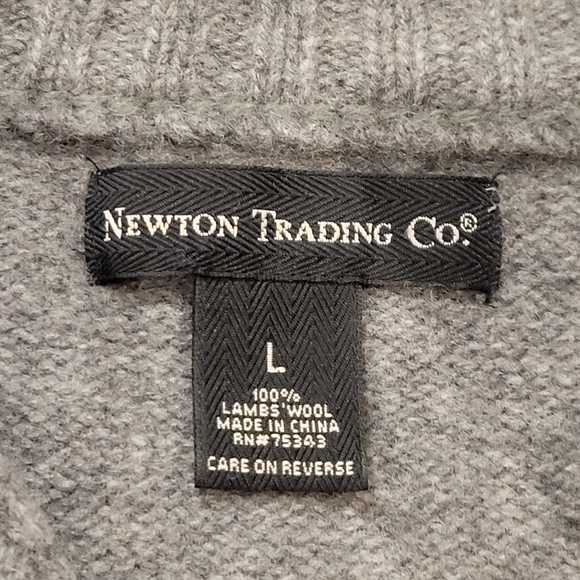 NEWTON TRADING CO.®
L
100%
LAMBS' WOOL
MADE IN CHINA
RN#75343
CARE ON REVERSE